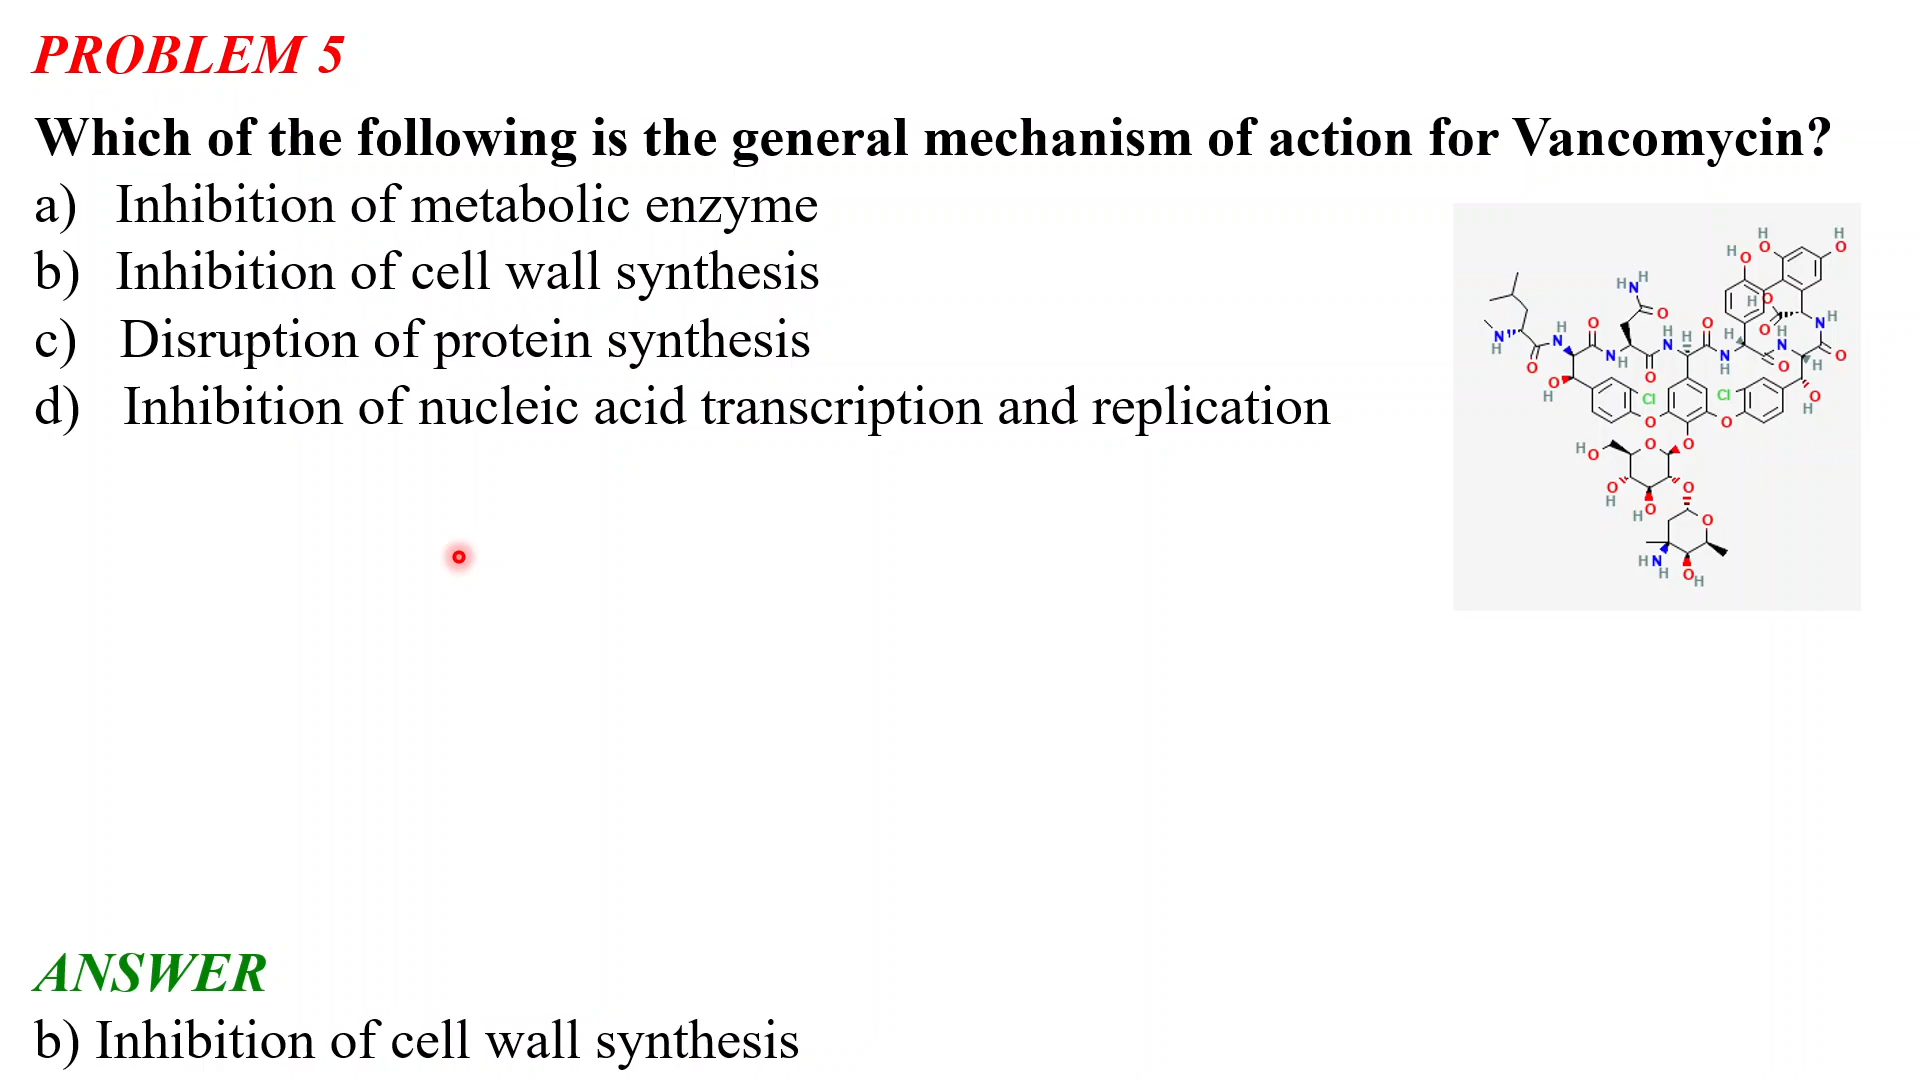 PROBLEM 5
Which of the following is the general mechanism of action for Vancomycin?
a) Inhibition of metabolic enzyme
b) Inhibition of cell wall synthesis
c) Disruption of protein synthesis
d) Inhibition of nucleic acid transcription and replication
ANSWER
b) Inhibition of cell wall synthesis